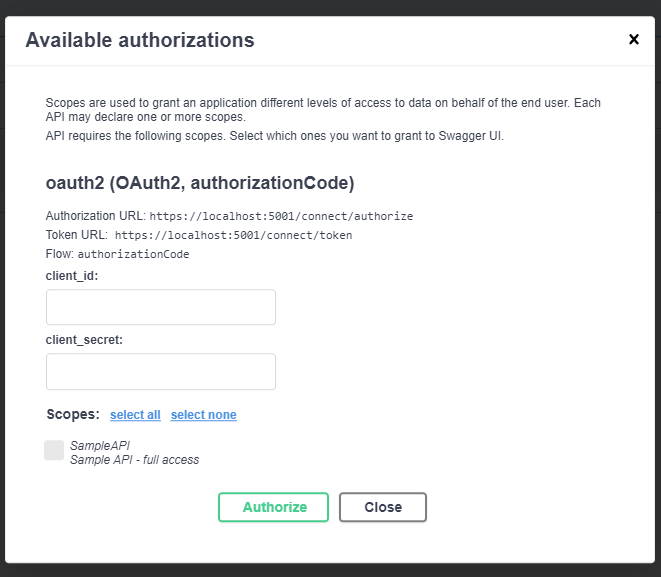 Available authorizations
Scopes are used to grant an application different levels of access to data on behalf of the end user. Each
API may declare one or more scopes.
API requires the following scopes. Select which ones you want to grant to Swagger UI.
oauth2 (OAuth2, authorizationCode)
Authorization URL: https://localhost:5001/connect/authorize
Token URL: https://localhost:5001/connect/token
Flow: authorizationCode
client_id:
client_secret:
Scopes: select all select none
SampleAPI
Sample API - full access
Authorize Close